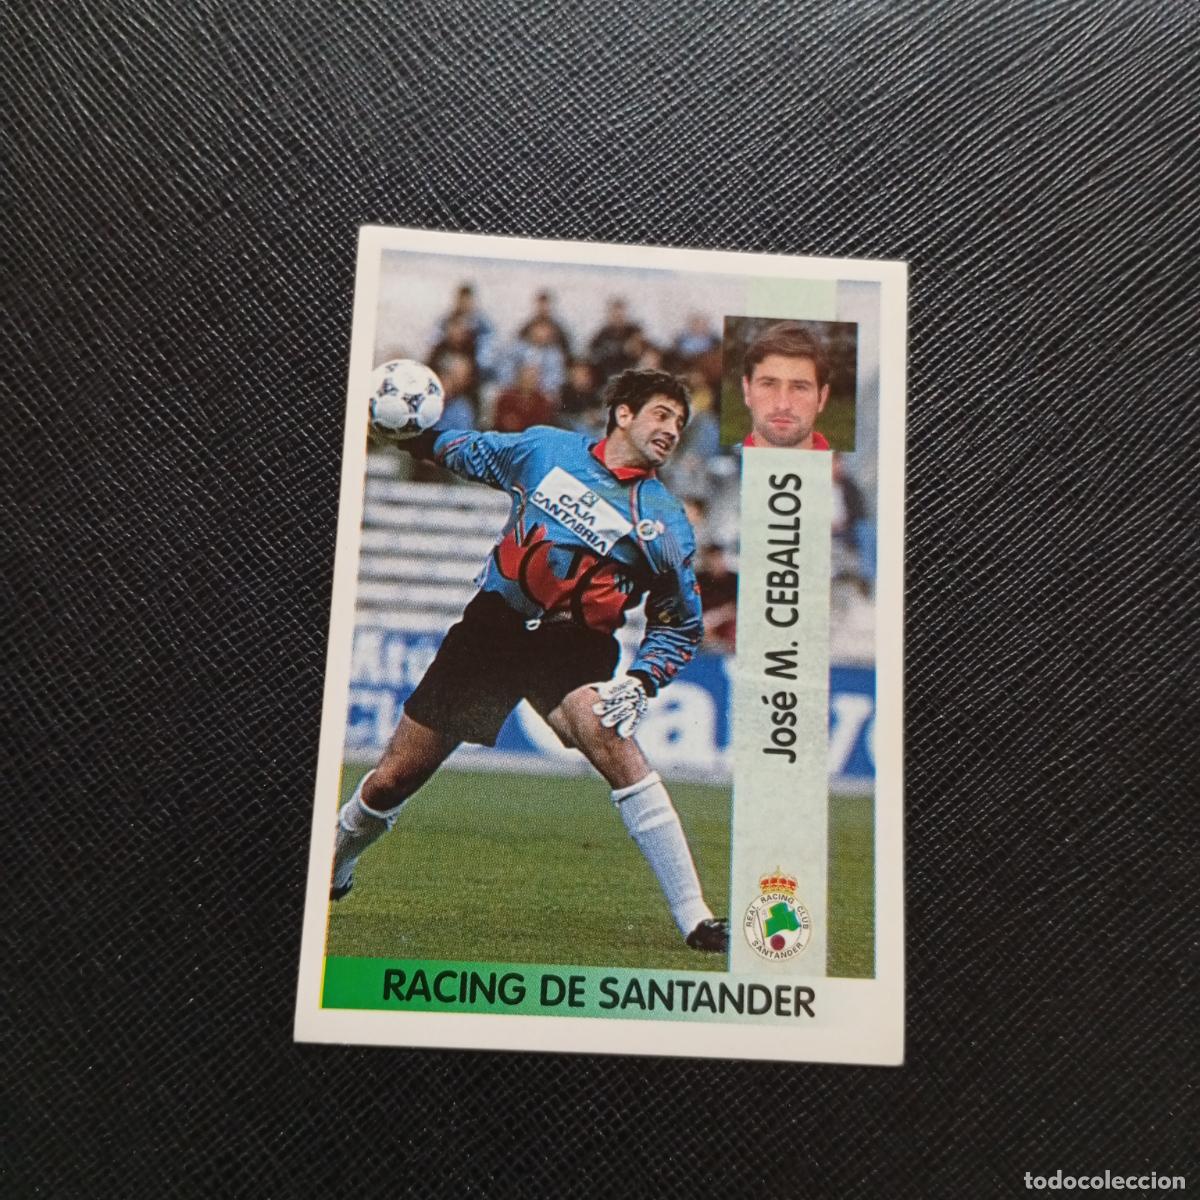 CAJA
CANTABRIA
José M. CEBALLOS
REAL RACING CLUB
SANTANDER
RACING DE SANTANDER
todocoleccion